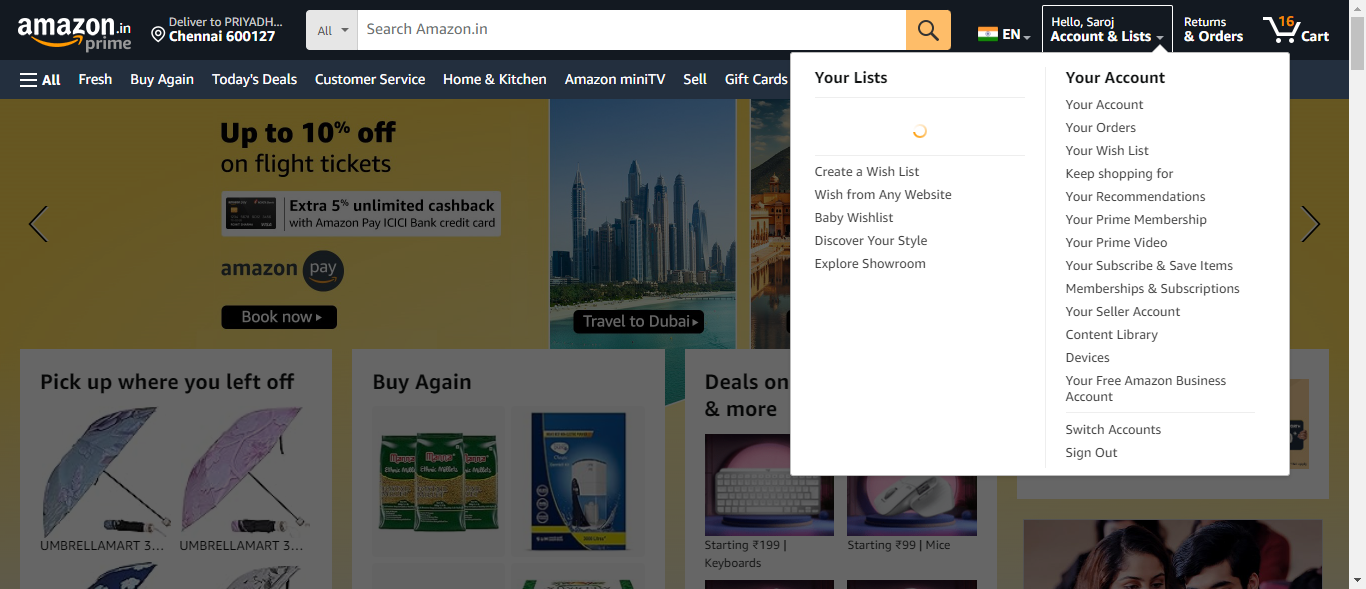 amazon.in
prime
Deliver to PRIYADH...
Chennai 600127
All
Search Amazon.in
EN
Hello, Saroj
Account & Lists
Returns
& Orders
16
Cart
All
Fresh
Buy Again
Today's Deals
Customer Service
Home & Kitchen
Amazon miniTV
Sell
Gift Cards
Up to 10% off
on flight tickets
Extra 5% unlimited cashback
with Amazon Pay ICICI Bank credit card
amazon pay
Book now
Travel to Dubai
Your Lists
Create a Wish List
Wish from Any Website
Baby Wishlist
Discover Your Style
Explore Showroom
Your Account
Your Account
Your Orders
Your Wish List
Keep shopping for
Your Recommendations
Your Prime Membership
Your Prime Video
Your Subscribe & Save Items
Memberships & Subscriptions
Your Seller Account
Content Library
Devices
Your Free Amazon Business
Account
Switch Accounts
Sign Out
Pick up where you left off
UMBRELLAMART 3...
UMBRELLAMART 3...
Buy Again
Manna
Ethnic Millets
Deals on
& more
Starting ₹199 |
Keyboards
Starting ₹99 | Mice